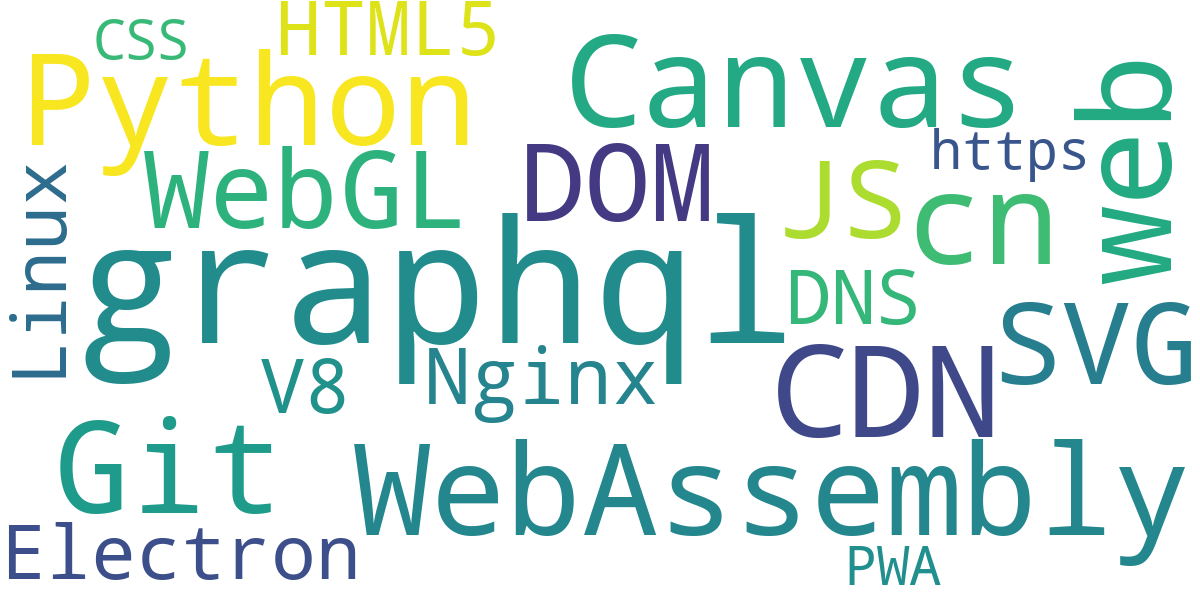 CSS
HTML5
Python
Canvas
web
https
WebGL
DOM
JS
cn
Linux
graphql
DNS
SVG
V8
Nginx
CDN
Git
WebAssembly
Electron
PWA